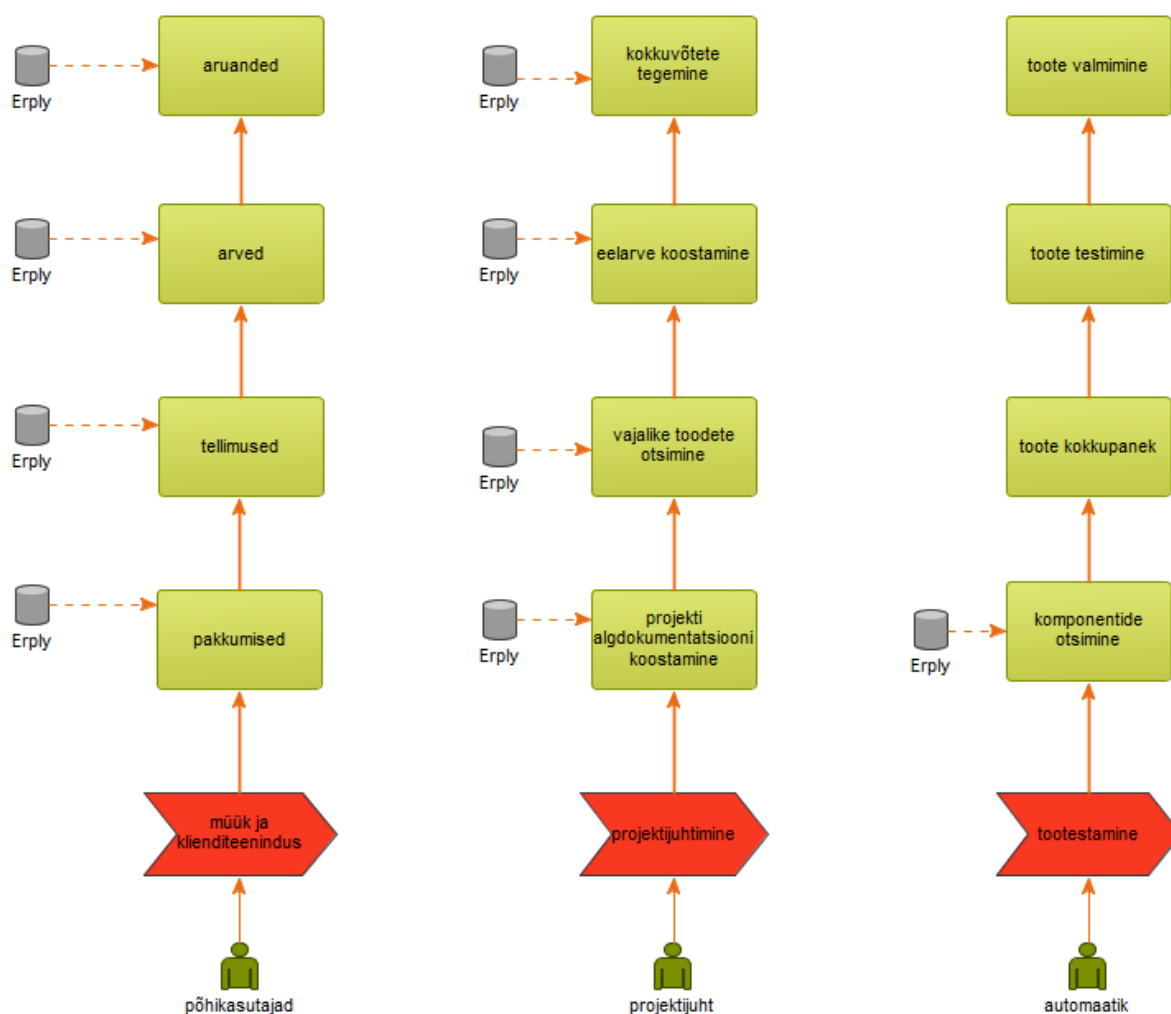 aruanded
Erply
kokkuvõtete
tegemine
Erply
toote valmimine
arved
Erply
eelarve koostamine
Erply
toote testimine
tellimused
Erply
vajalike toodete
otsimine
Erply
toote kokkupanek
pakkumised
Erply
projekti
algdokumentatsiooni
koostamine
Erply
komponentide
otsimine
Erply
müük ja
klienditeenindus
projektijuhtimine
tootestamine
põhikasutajad
projektijuht
automaatik